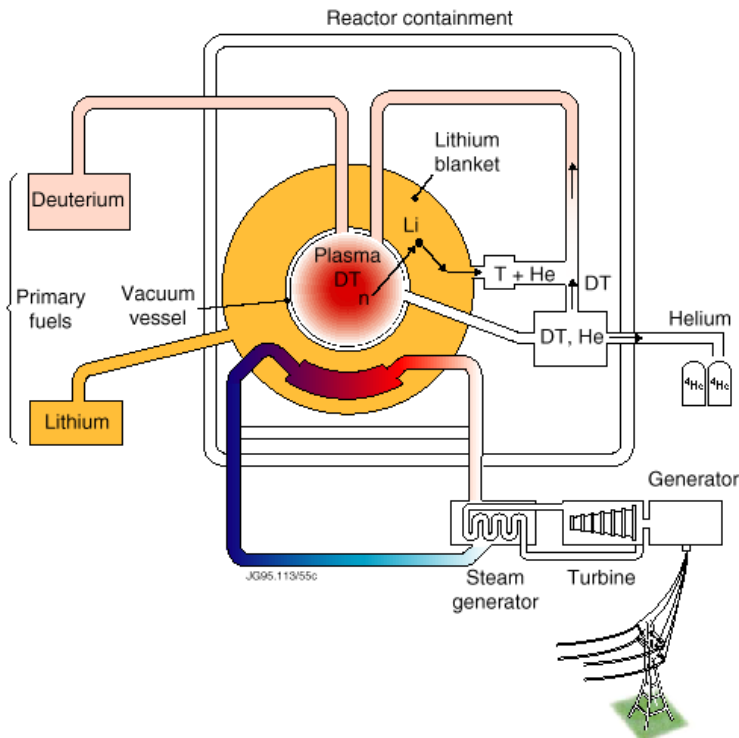 Reactor containment
Lithium
blanket
Deuterium
Li
Plasma
DT
n
T + He
DT
Primary
fuels
Vacuum
vessel
Helium
DT, He
⁴He
⁴He
Lithium
Generator
JG95.113/55c
Steam
generator
Turbine